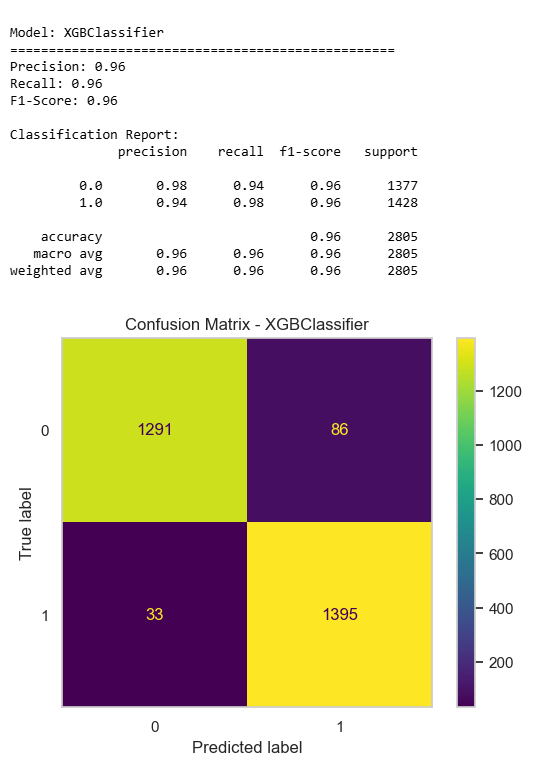 Model: XGBClassifier
==================================================
Precision: 0.96
Recall: 0.96
F1-Score: 0.96
Classification Report:
              precision    recall  f1-score   support
         0.0       0.98      0.94      0.96      1377
         1.0       0.94      0.98      0.96      1428
    accuracy                           0.96      2805
   macro avg       0.96      0.96      0.96      2805
weighted avg       0.96      0.96      0.96      2805
Confusion Matrix - XGBClassifier
0
1291
86
1
33
1395
True label
0
1
Predicted label
1200
1000
800
600
400
200